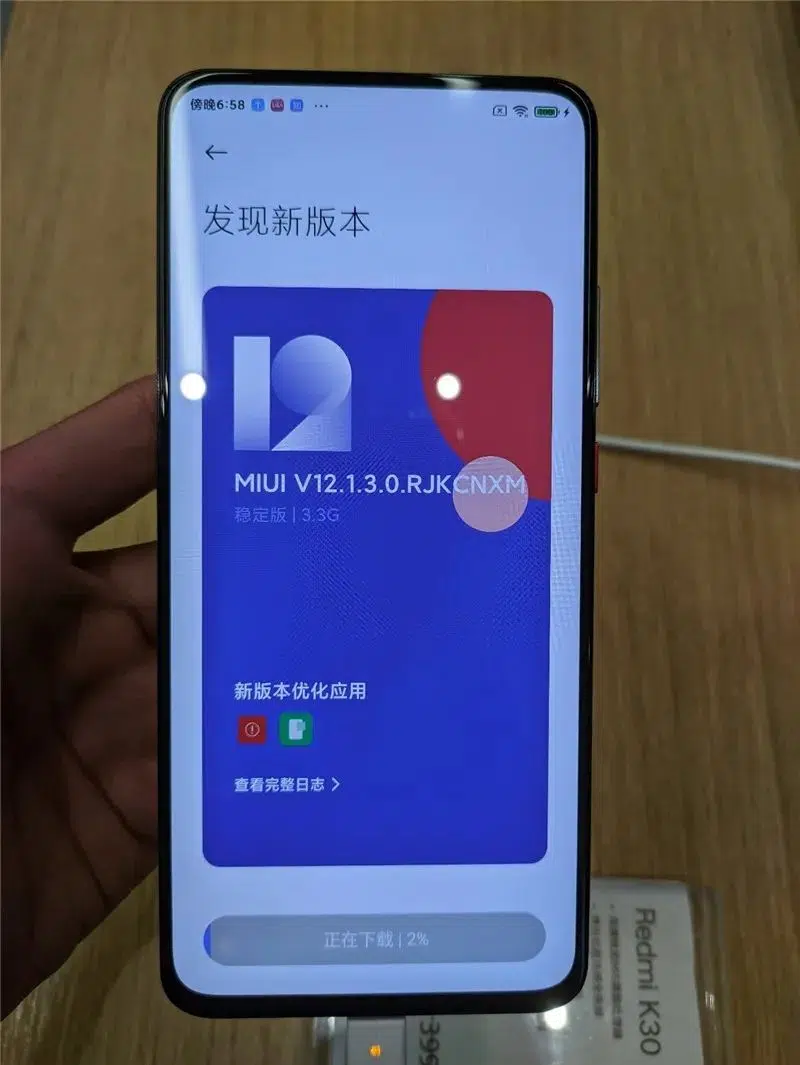 傍晚6:58 ...
发现新版本
12
MIUI V12.1.3.0.RJKCNXM
稳定版 | 3.3G
新版本优化应用
查看完整日志 >
正在下载 | 2%
Redmi K30